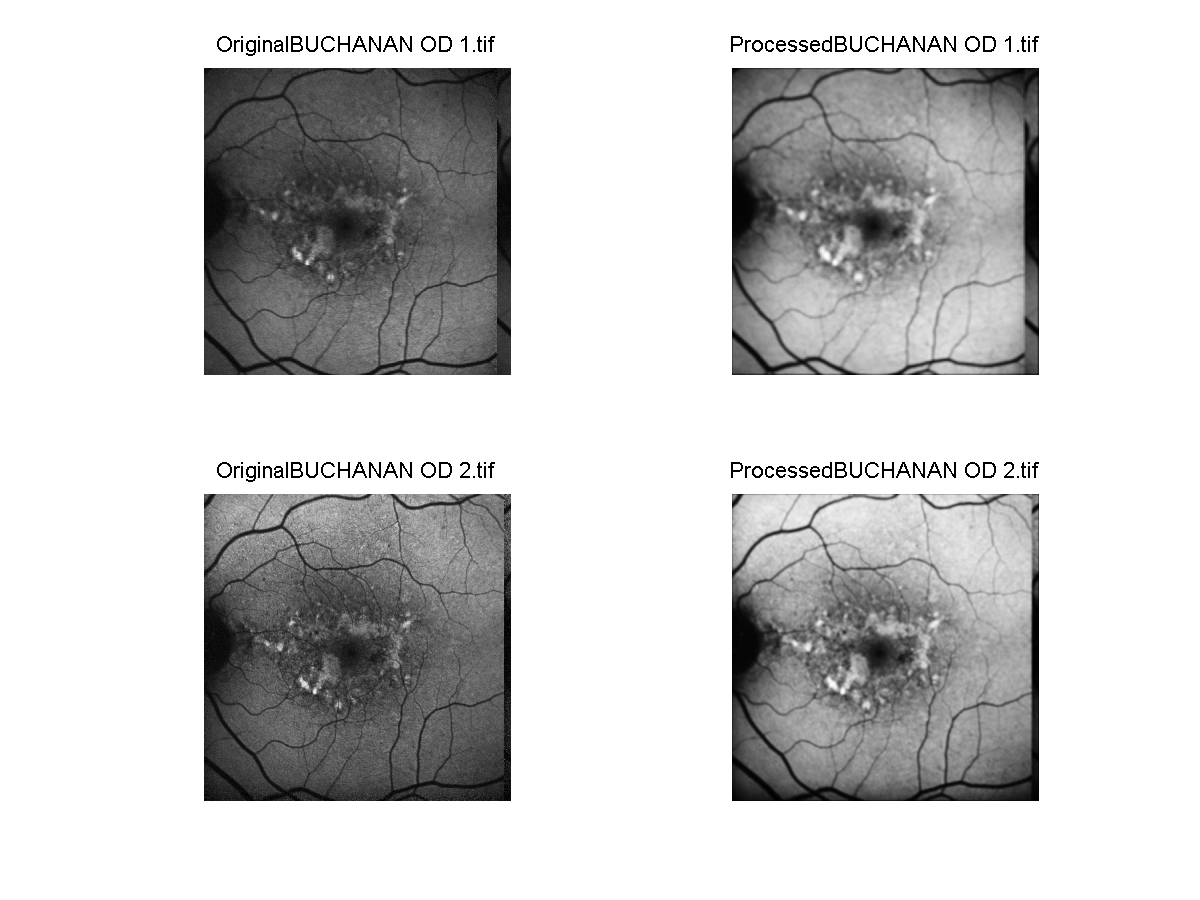 OriginalBUCHANAN OD 1.tif
ProcessedBUCHANAN OD 1.tif
OriginalBUCHANAN OD 2.tif
ProcessedBUCHANAN OD 2.tif